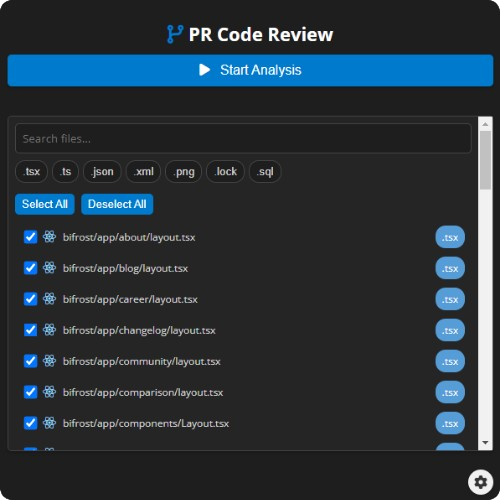 PR Code Review
Start Analysis
Search files...
.tsx .ts .json .xml .png .lock .sql
Select All Deselect All
bifrost/app/about/layout.tsx .tsx
bifrost/app/blog/layout.tsx .tsx
bifrost/app/career/layout.tsx .tsx
bifrost/app/changelog/layout.tsx .tsx
bifrost/app/community/layout.tsx .tsx
bifrost/app/comparison/layout.tsx .tsx
bifrost/app/components/Layout.tsx .tsx